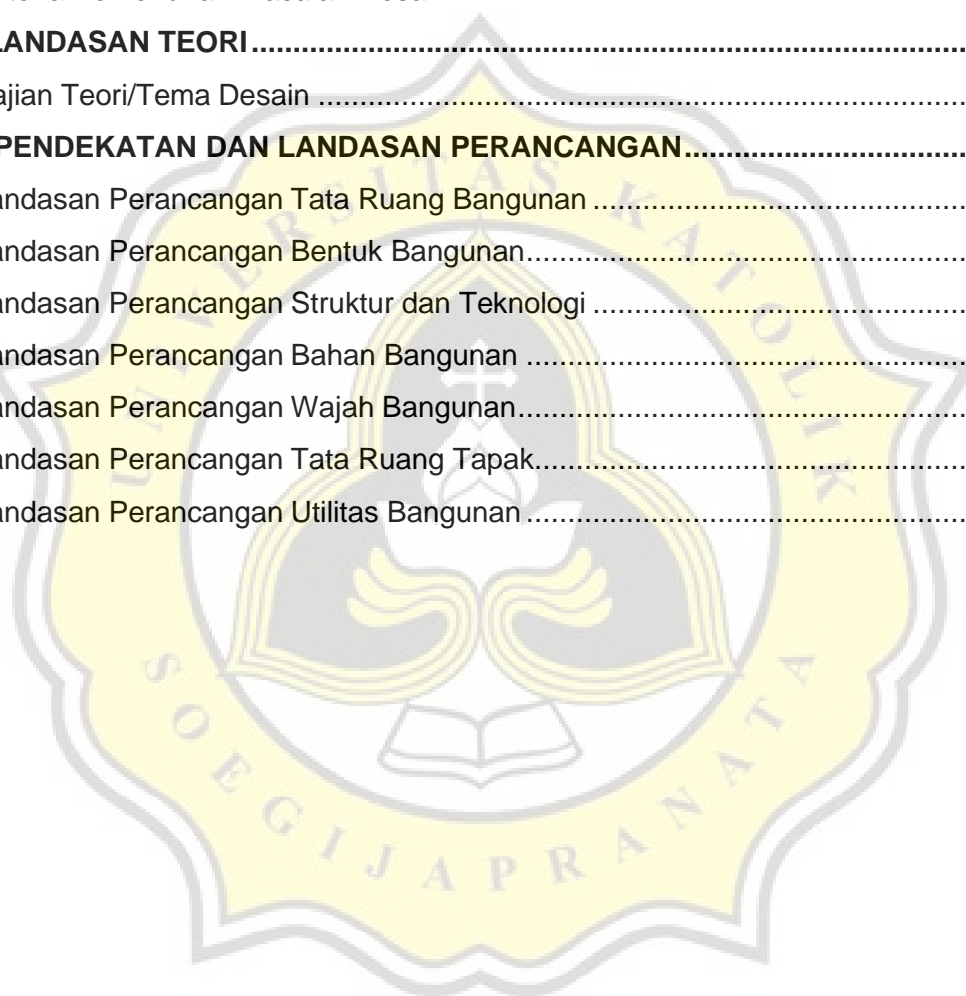 LANDASAN TEORI ........................................................................................
ajian Teori/Tema Desain ................................................................................
PENDEKATAN DAN LANDASAN PERANCANGAN ..................................
andasan Perancangan Tata Ruang Bangunan .............................................
andasan Perancangan Bentuk Bangunan .....................................................
andasan Perancangan Struktur dan Teknologi .............................................
andasan Perancangan Bahan Bangunan .....................................................
andasan Perancangan Wajah Bangunan ......................................................
andasan Perancangan Tata Ruang Tapak ....................................................
andasan Perancangan Utilitas Bangunan .....................................................
UNIVERSITAS KATOLIK
SOEGIJAPRANATA